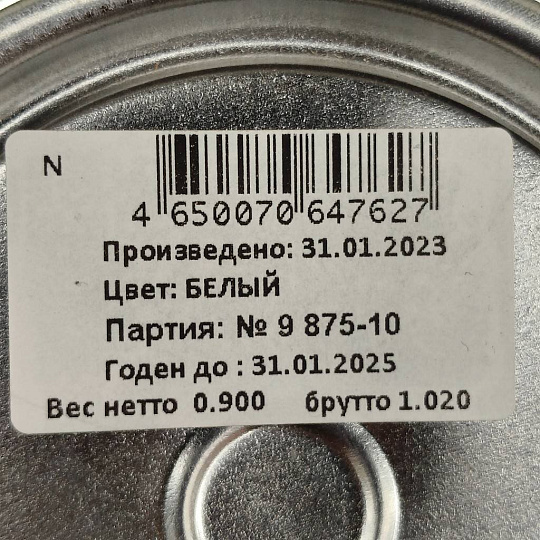 N
4 650070 647627
Произведено: 31.01.2023
Цвет: БЕЛЫЙ
Партия: № 9 875-10
Годен до : 31.01.2025
Вес нетто 0.900 брутто 1.020